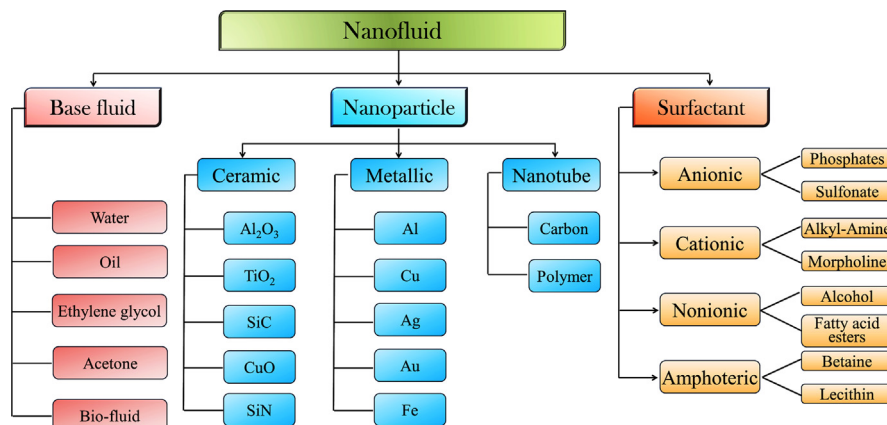 Nanofluid
Base fluid
Water
Oil
Ethylene glycol
Acetone
Bio-fluid
Nanoparticle
Ceramic
Al₂O₃
TiO₂
SiC
CuO
SiN
Metallic
Al
Cu
Ag
Au
Fe
Nanotube
Carbon
Polymer
Surfactant
Anionic
Phosphates
Sulfonate
Cationic
Alkyl-Amine
Morpholine
Nonionic
Alcohol
Fatty acid
esters
Amphoteric
Betaine
Lecithin